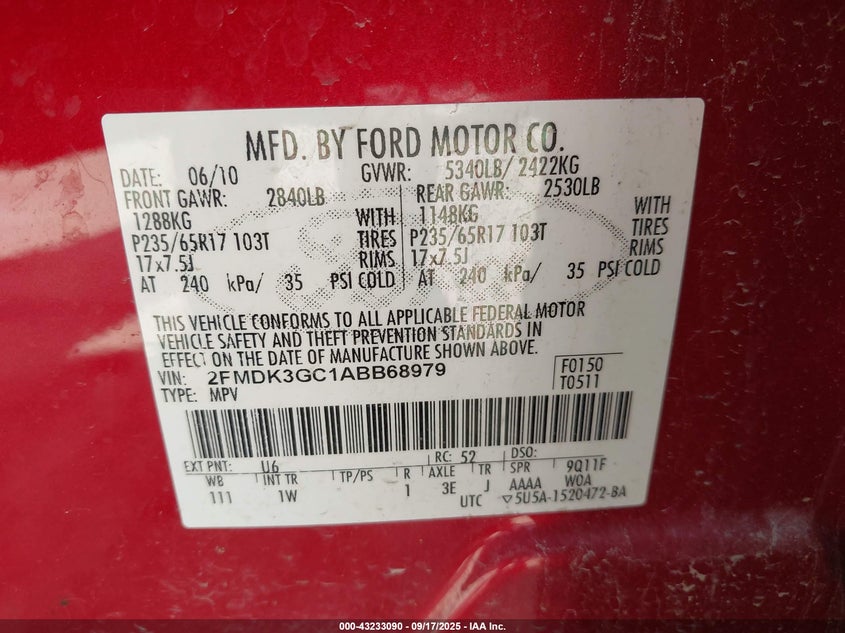 MFD. BY FORD MOTOR CO.
DATE: 06/10 GVWR: 5340LB/ 2422KG
FRONT GAWR: 2840LB REAR GAWR: 2530LB
1288KG WITH 1148KG WITH
P235/65R17 103T TIRES P235/65R17 103T TIRES
17x7.5J RIMS 17x7.5J RIMS
AT 240 kPa/ 35 PSI COLD AT 240 kPa/ 35 PSI COLD
THIS VEHICLE CONFORMS TO ALL APPLICABLE FEDERAL MOTOR
VEHICLE SAFETY AND THEFT PREVENTION STANDARDS IN
EFFECT ON THE DATE OF MANUFACTURE SHOWN ABOVE.
VIN: 2FMDK3GC1ABB68979 F0150
TYPE: MPV T0511
EXT PNT: U6 RC: 52 DSO:
WB INT TR TP/PS R AXLE TR SPR 9Q11F
111 1W 1 3E J AAAA WOA
UTC ▽5U5A-1520472-BA
000-43233090 - 09/17/2025 - IAA Inc.